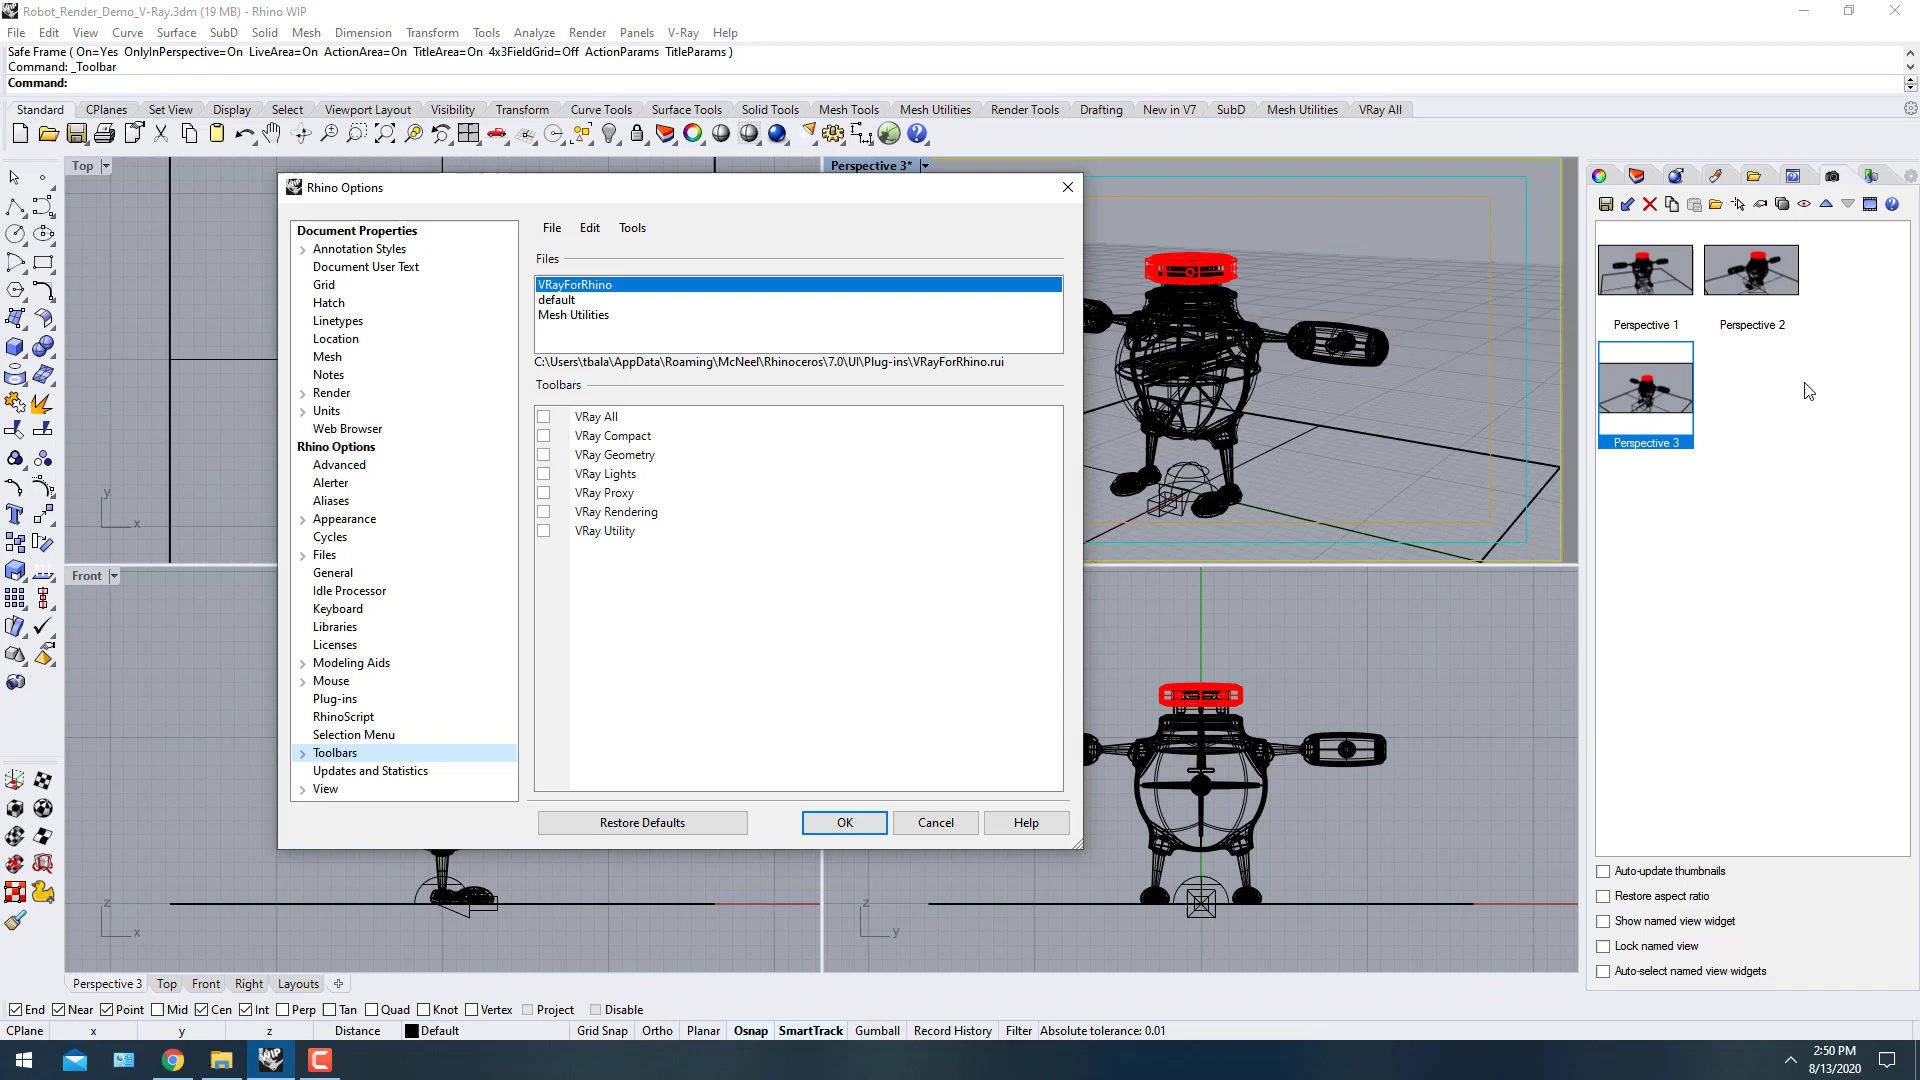 Robot_Render_Demo_V-Ray.3dm (19 MB) - Rhino WIP
File Edit View Curve Surface SubD Solid Mesh Dimension Transform Tools Analyze Render Panels V-Ray Help
Safe Frame ( On=Yes OnlyInPerspective=On LiveArea=On ActionArea=On TitleArea=On 4x3FieldGrid=Off ActionParams TitleParams )
Command: _Toolbar
Command:
Standard CPlanes Set View Display Select Viewport Layout Visibility Transform Curve Tools Surface Tools Solid Tools Mesh Tools Mesh Utilities Render Tools Drafting New in V7 SubD Mesh Utilities VRay All
Top
Perspective 3*
Rhino Options
Document Properties
Annotation Styles
Document User Text
Grid
Hatch
Linetypes
Location
Mesh
Notes
Render
Units
Web Browser
Rhino Options
Advanced
Alerter
Aliases
Appearance
Cycles
Files
General
Idle Processor
Keyboard
Libraries
Licenses
Modeling Aids
Mouse
Plug-ins
RhinoScript
Selection Menu
Toolbars
Updates and Statistics
View
File Edit Tools
Files
VRayForRhino
default
Mesh Utilities
C:\Users\tbala\AppData\Roaming\McNeel\Rhinoceros\7.0\UI\Plug-ins\VRayForRhino.rui
Toolbars
VRay All
VRay Compact
VRay Geometry
VRay Lights
VRay Proxy
VRay Rendering
VRay Utility
Restore Defaults OK Cancel Help
Perspective 1 Perspective 2
Perspective 3
Auto-update thumbnails
Restore aspect ratio
Show named view widget
Lock named view
Auto-select named view widgets
y
x
Front
z
x
z
y
Perspective 3 Top Front Right Layouts
End Near Point Mid Cen Int Perp Tan Quad Knot Vertex Project Disable
CPlane x y z Distance Default Grid Snap Ortho Planar Osnap SmartTrack Gumball Record History Filter Absolute tolerance: 0.01
WIP
2:50 PM
8/13/2020